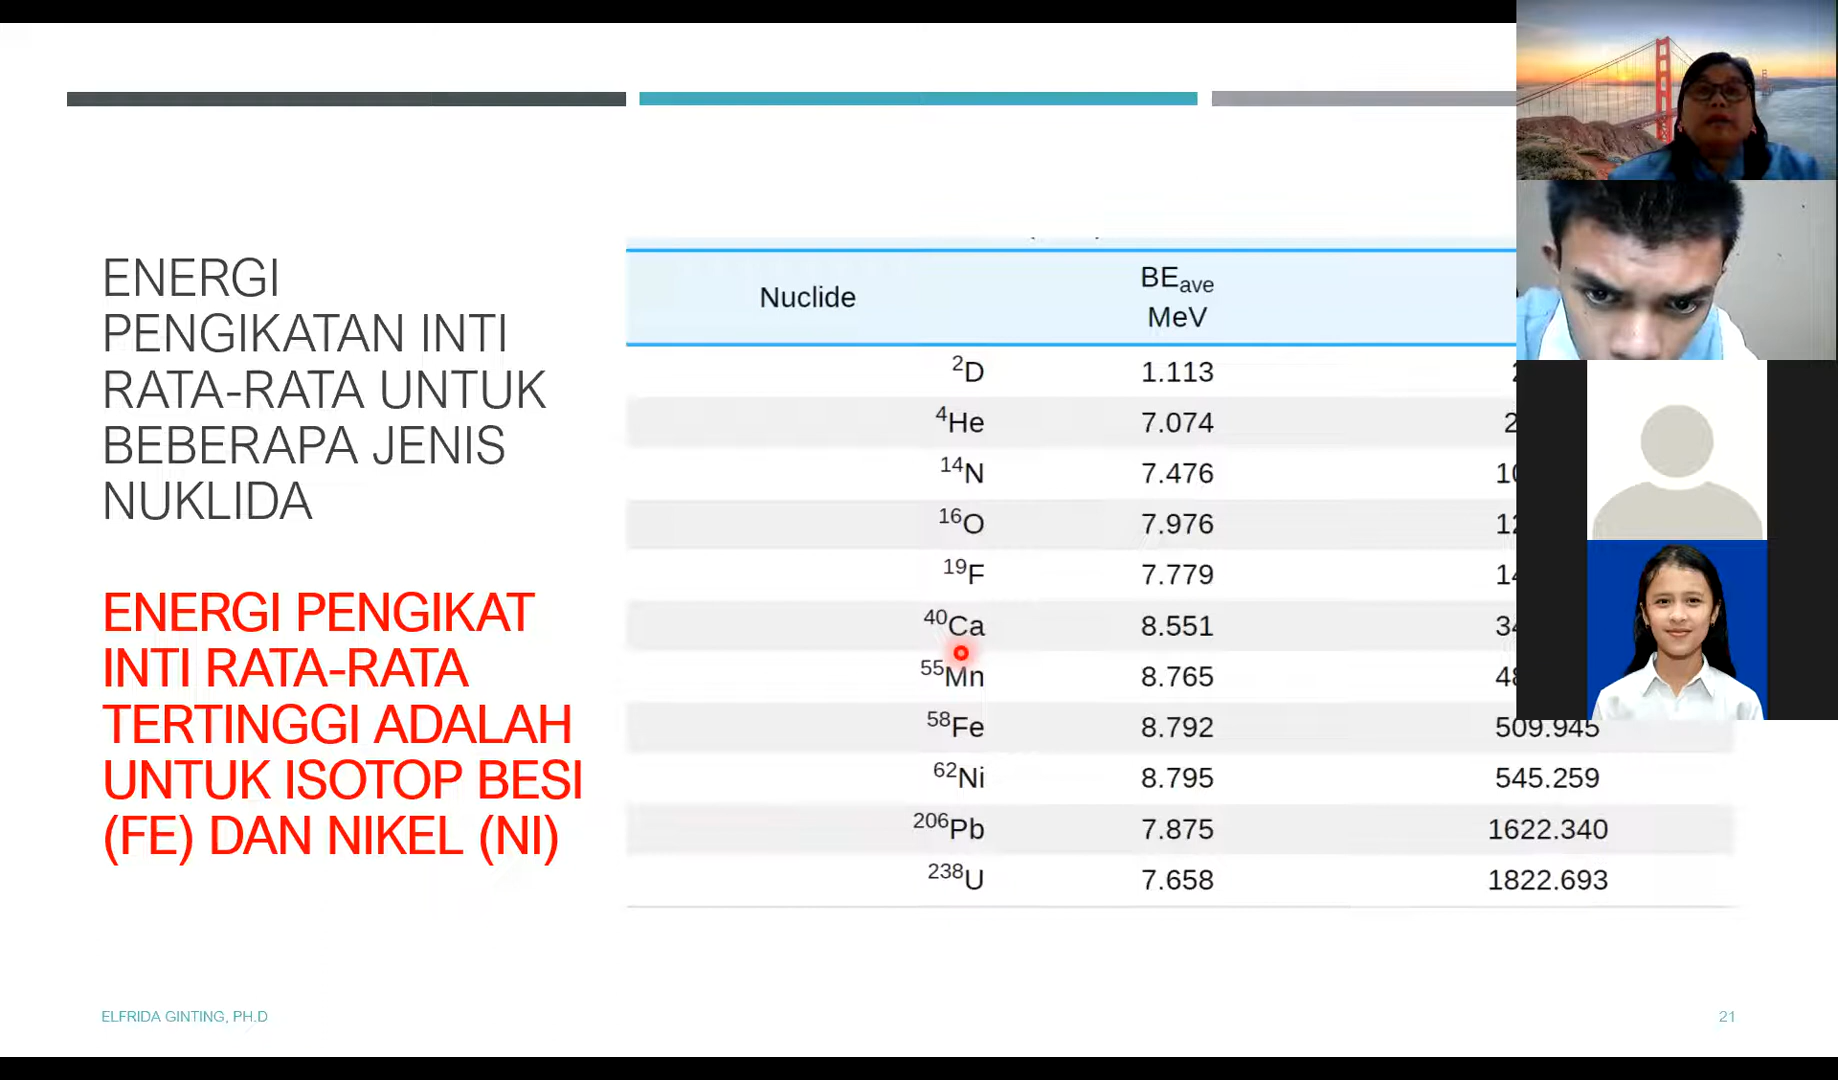 ENERGI
PENGIKATAN INTI
RATA-RATA UNTUK
BEBERAPA JENIS
NUKLIDA
ENERGI PENGIKAT
INTI RATA-RATA
TERTINGGI ADALAH
UNTUK ISOTOP BESI
(FE) DAN NIKEL (NI)
Nuclide BEave MeV
²D 1.113
⁴He 7.074
¹⁴N 7.476
¹⁶O 7.976
¹⁹F 7.779
⁴⁰Ca 8.551
⁵⁵Mn 8.765
⁵⁸Fe 8.792 509.945
⁶²Ni 8.795 545.259
²⁰⁶Pb 7.875 1622.340
²³⁸U 7.658 1822.693
ELFRIDA GINTING, PH.D
21